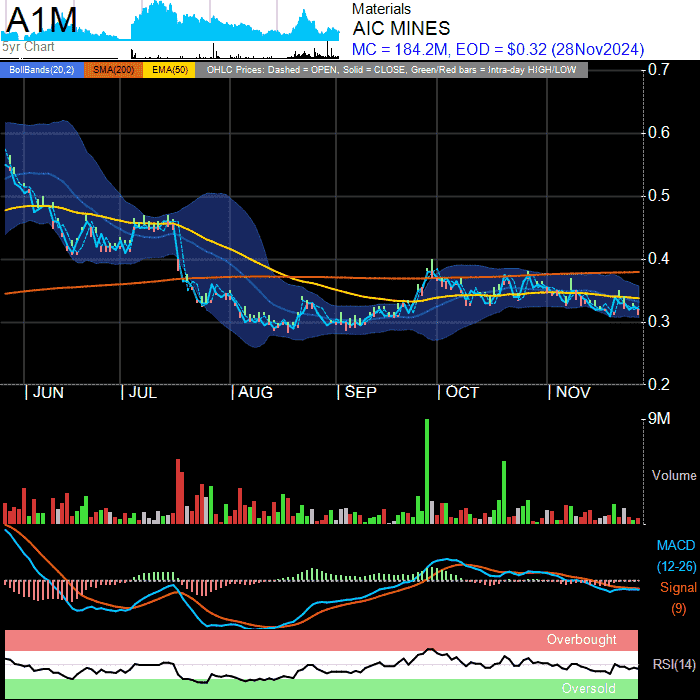 A1M
5yr Chart
Materials
AIC MINES
MC = 184.2M, EOD = $0.32 (28Nov2024)
BollBands(20,2) SMA(200) EMA(50) OHLC Prices: Dashed = OPEN, Solid = CLOSE, Green/Red bars = Intra-day HIGH/LOW
0.7
0.6
0.5
0.4
0.3
0.2
JUN JUL AUG SEP OCT NOV
9M
Volume
MACD
(12-26)
Signal
(9)
Overbought
RSI(14)
Oversold